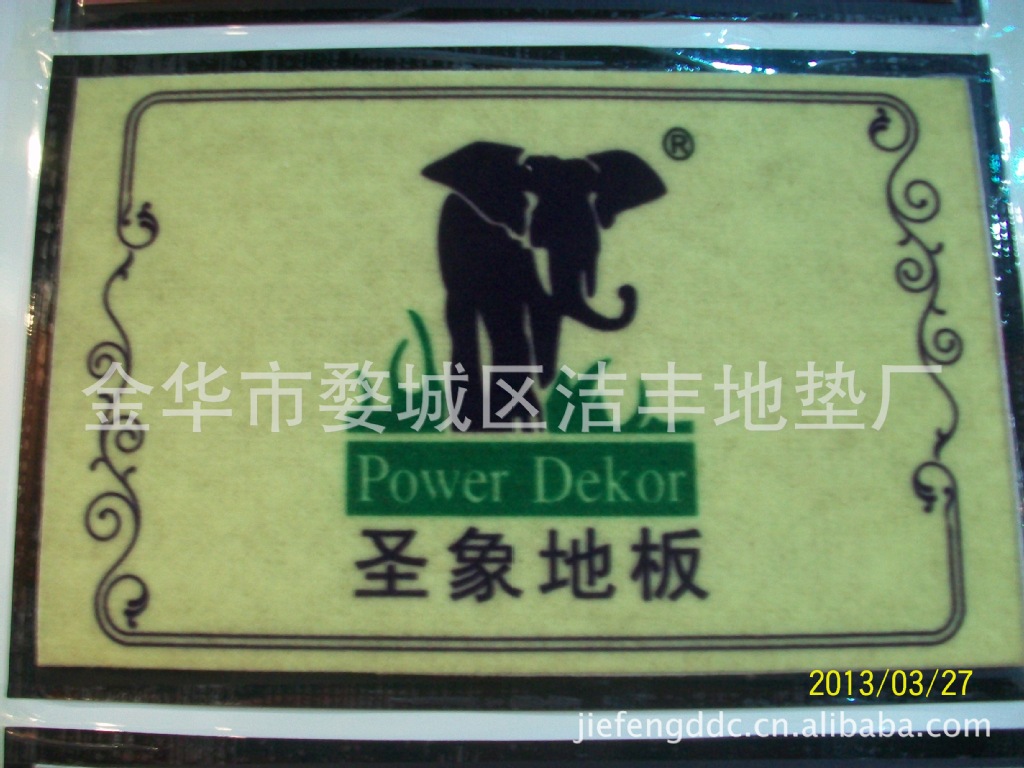 ®
金华市婺城区洁丰地垫厂
Power Dekor
圣象地板
2013/03/27
jiefengddc.cn.alibaba.com